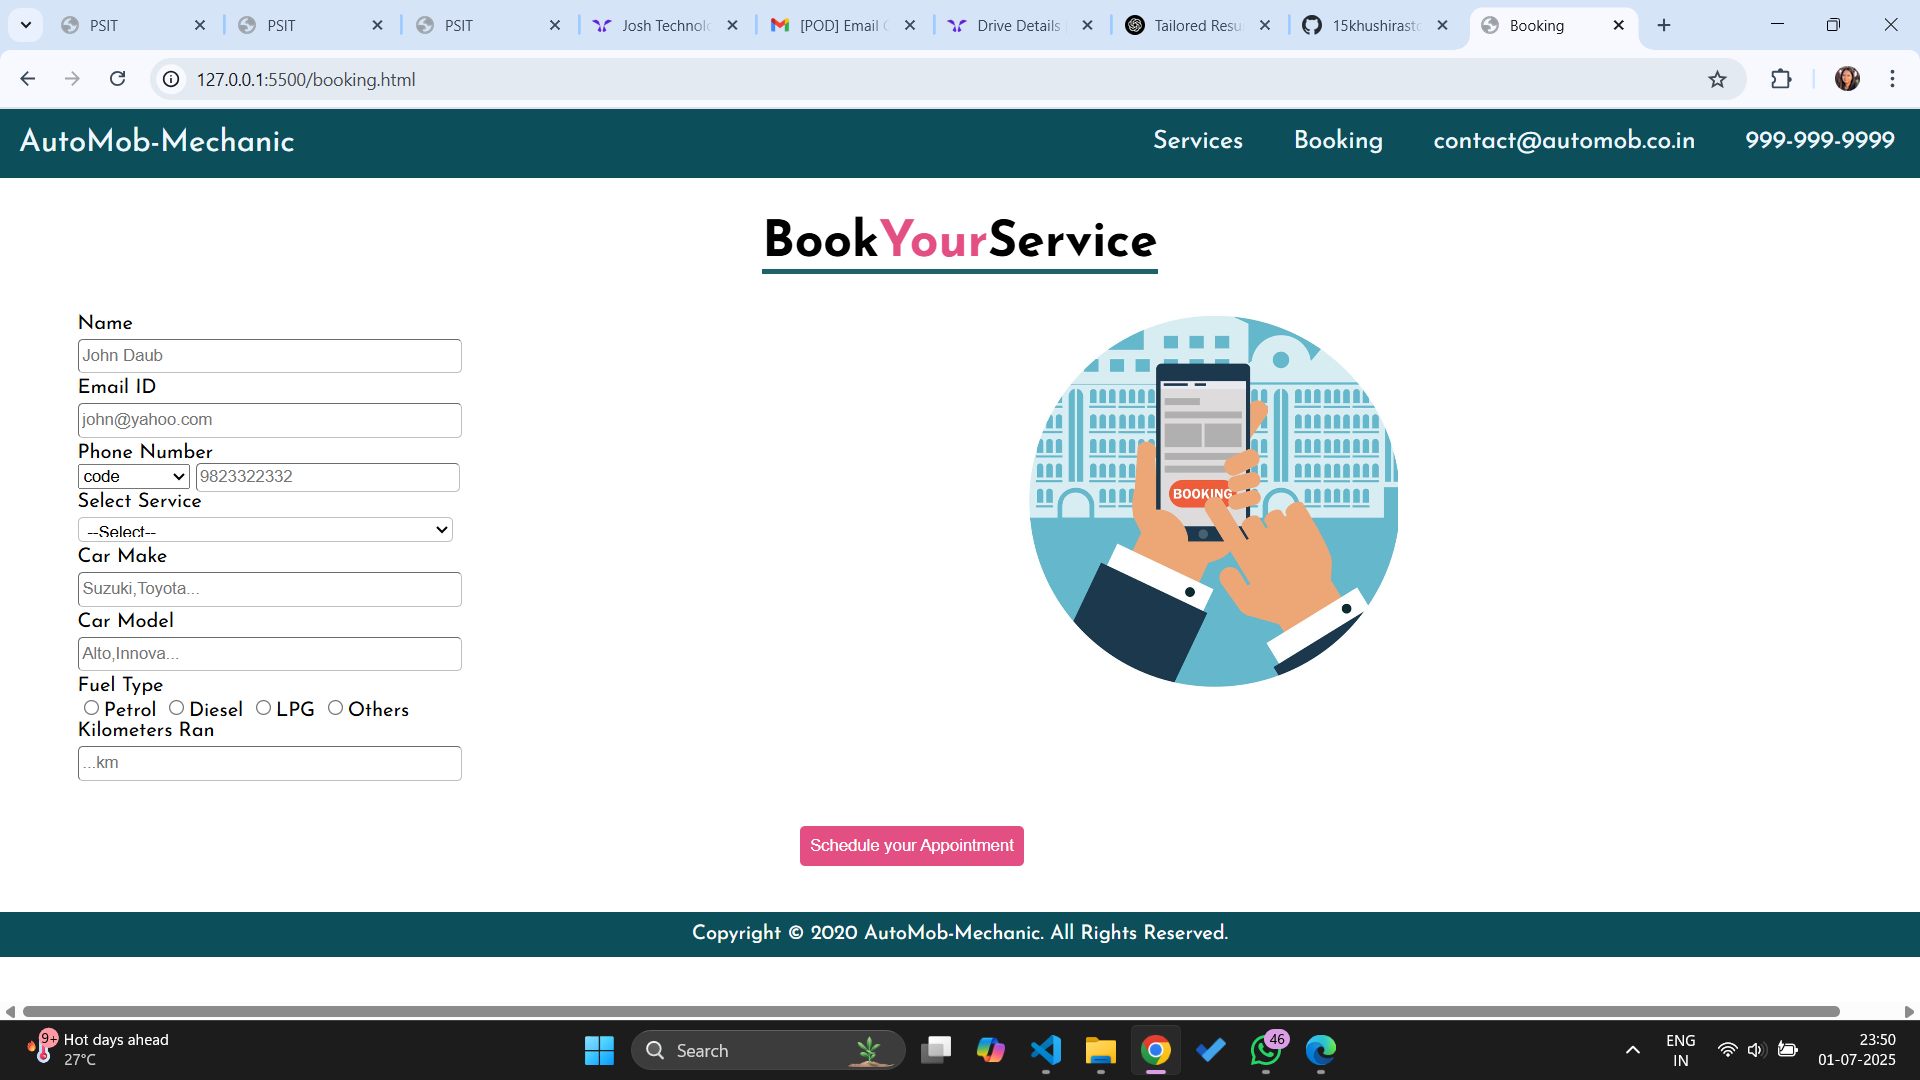 PSIT
PSIT
PSIT
Josh Technolo
[POD] Email
Drive Details
Tailored Resu
15khushirasto
Booking
127.0.0.1:5500/booking.html
AutoMob-Mechanic
Services
Booking
contact@automob.co.in
999-999-9999
BookYourService
Name
John Daub
Email ID
john@yahoo.com
Phone Number
code
9823322332
Select Service
--Select--
Car Make
Suzuki,Toyota...
Car Model
Alto,Innova...
Fuel Type
Petrol Diesel LPG Others
Kilometers Ran
...km
BOOKING
Schedule your Appointment
Copyright © 2020 AutoMob-Mechanic. All Rights Reserved.
9+
Hot days ahead
27°C
Search
46
ENG
IN
23:50
01-07-2025